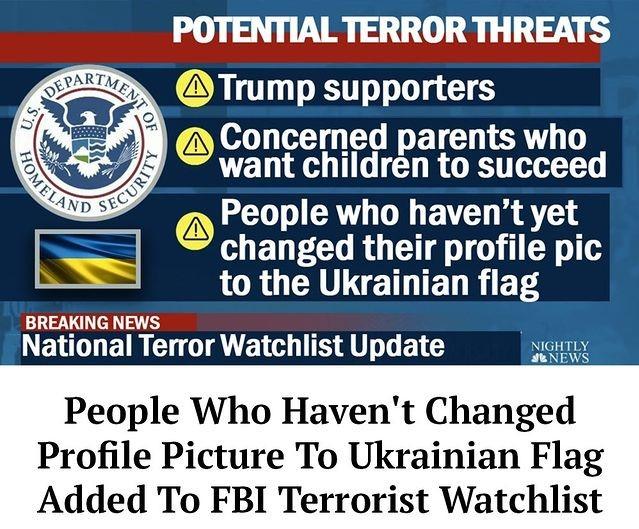 POTENTIAL TERROR THREATS
U.S. DEPARTMENT OF
HOMELAND SECURITY
Trump supporters
Concerned parents who
want children to succeed
People who haven't yet
changed their profile pic
to the Ukrainian flag
BREAKING NEWS
National Terror Watchlist Update
NIGHTLY
NEWS
People Who Haven't Changed
Profile Picture To Ukrainian Flag
Added To FBI Terrorist Watchlist